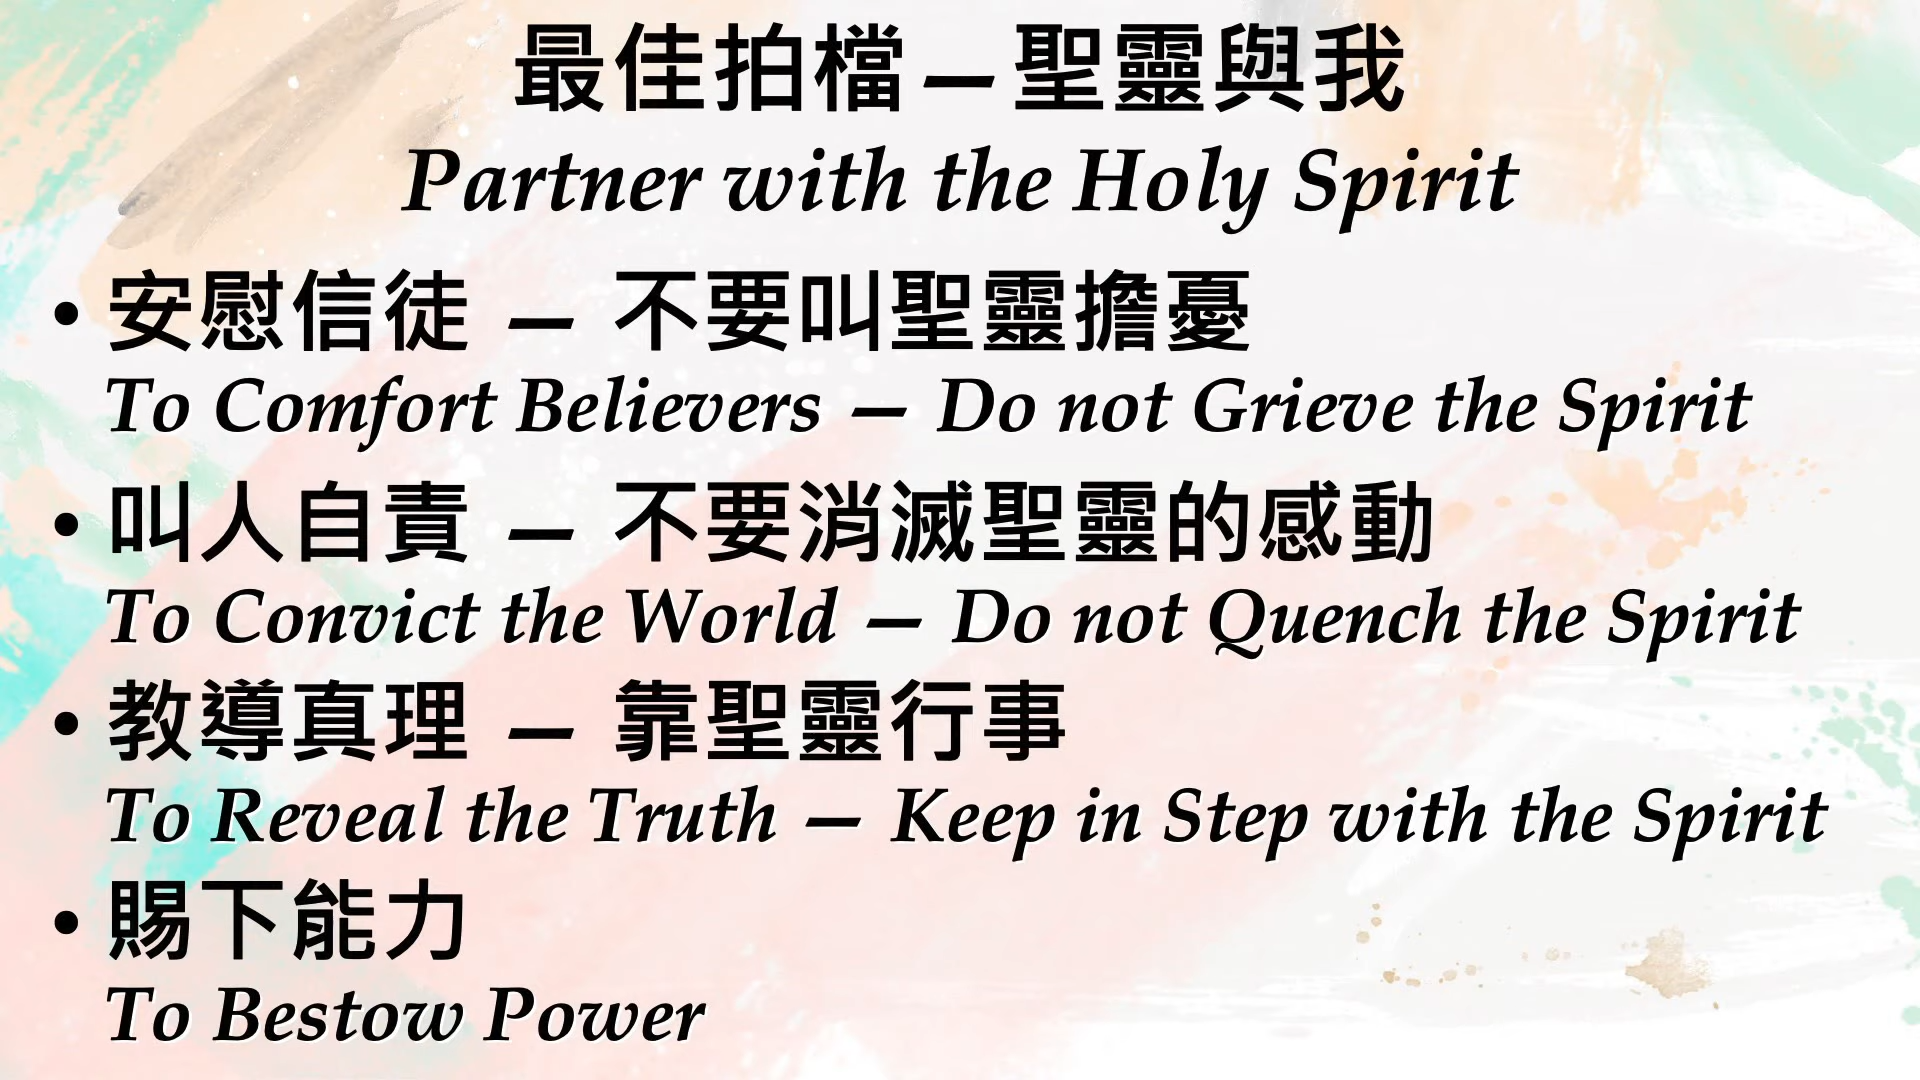 最佳拍檔—聖靈與我
Partner with the Holy Spirit
• 安慰信徒 — 不要叫聖靈擔憂
To Comfort Believers — Do not Grieve the Spirit
• 叫人自責 — 不要消滅聖靈的感動
To Convict the World — Do not Quench the Spirit
• 教導真理 — 靠聖靈行事
To Reveal the Truth — Keep in Step with the Spirit
• 賜下能力
To Bestow Power